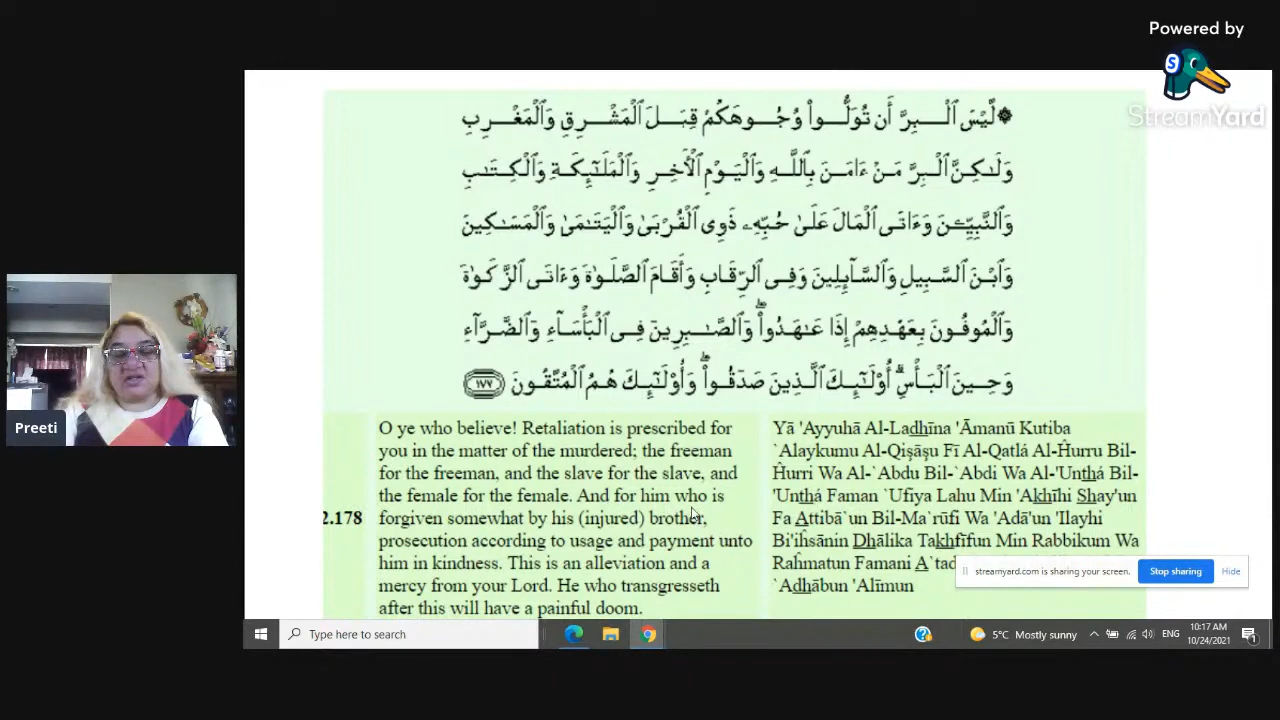 Powered by
S
StreamYard
۞ لَّيْسَ ٱلْبِرَّ أَن تُوَلُّوا۟ وُجُوهَكُمْ قِبَلَ ٱلْمَشْرِقِ وَٱلْمَغْرِبِ
وَلَـٰكِنَّ ٱلْبِرَّ مَنْ ءَامَنَ بِٱللَّهِ وَٱلْيَوْمِ ٱلْأَخِرِ وَٱلْمَلَـٰٓئِكَةِ وَٱلْكِتَـٰبِ
وَٱلنَّبِيِّـۧنَ وَءَاتَى ٱلْمَالَ عَلَىٰ حُبِّهِۦ ذَوِى ٱلْقُرْبَىٰ وَٱلْيَتَـٰمَىٰ وَٱلْمَسَـٰكِينَ
وَٱبْنَ ٱلسَّبِيلِ وَٱلسَّآئِلِينَ وَفِى ٱلرِّقَابِ وَأَقَامَ ٱلصَّلَوٰةَ وَءَاتَى ٱلزَّكَوٰةَ
وَٱلْمُوفُونَ بِعَهْدِهِمْ إِذَا عَـٰهَدُوا۟ۖ وَٱلصَّـٰبِرِينَ فِى ٱلْبَأْسَآءِ وَٱلضَّرَّآءِ
وَحِينَ ٱلْبَأْسِۗ أُو۟لَـٰٓئِكَ ٱلَّذِينَ صَدَقُوا۟ۖ وَأُو۟لَـٰٓئِكَ هُمُ ٱلْمُتَّقُونَ ١٧٧
Preeti
2.178
O ye who believe! Retaliation is prescribed for
you in the matter of the murdered; the freeman
for the freeman, and the slave for the slave, and
the female for the female. And for him who is
forgiven somewhat by his (injured) brother,
prosecution according to usage and payment unto
him in kindness. This is an alleviation and a
mercy from your Lord. He who transgresseth
after this will have a painful doom.
Yā 'Ayyuhā Al-Ladhīna 'Āmanū Kutiba
`Alaykumu Al-Qişāşu Fī Al-Qatlá Al-Ĥurru Bil-
Ĥurri Wa Al-`Abdu Bil-`Abdi Wa Al-'Unthá Bil-
'Unthá Faman `Ufiya Lahu Min 'Akhīhi Shay'un
Fa Attibā`un Bil-Ma`rūfi Wa 'Adā'un 'Ilayhi
Bi'iĥsānin Dhālika Takhfīfun Min Rabbikum Wa
Raĥmatun Famani A`tad
`Adhābun 'Alīmun
streamyard.com is sharing your screen.
Stop sharing
Hide
Type here to search
5°C Mostly sunny
ENG
10:17 AM
10/24/2021
1